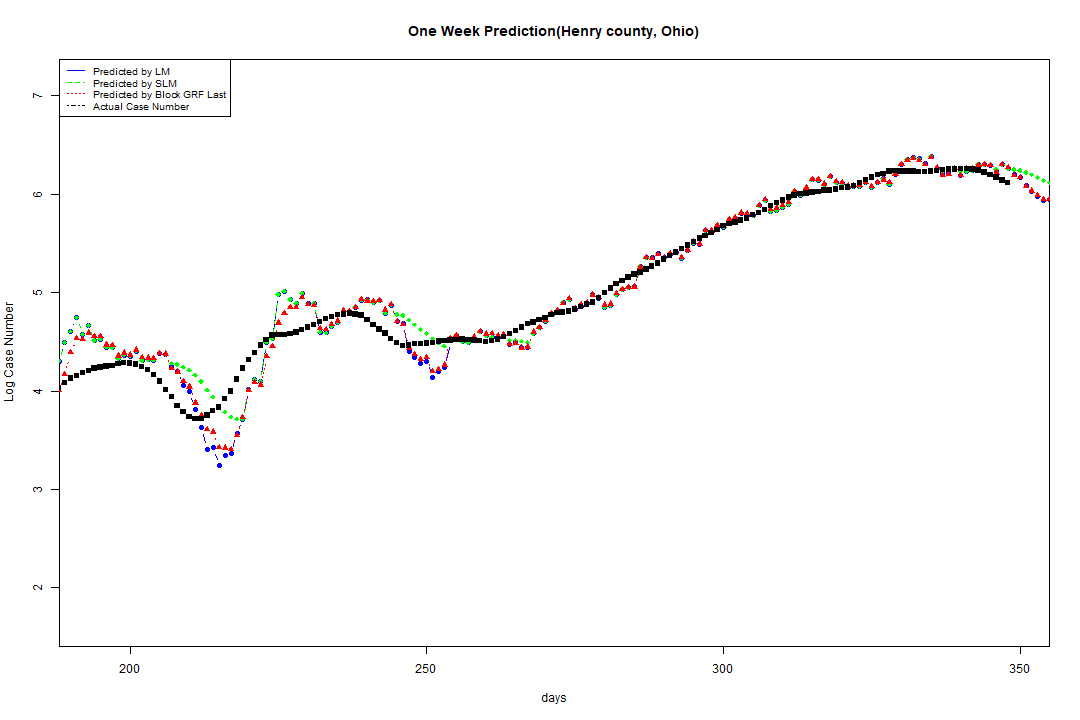 One Week Prediction(Henry county, Ohio)
Predicted by LM
Predicted by SLM
Predicted by Block GRF Last
Actual Case Number
7
6
5
4
3
2
Log Case Number
200
250
300
350
days